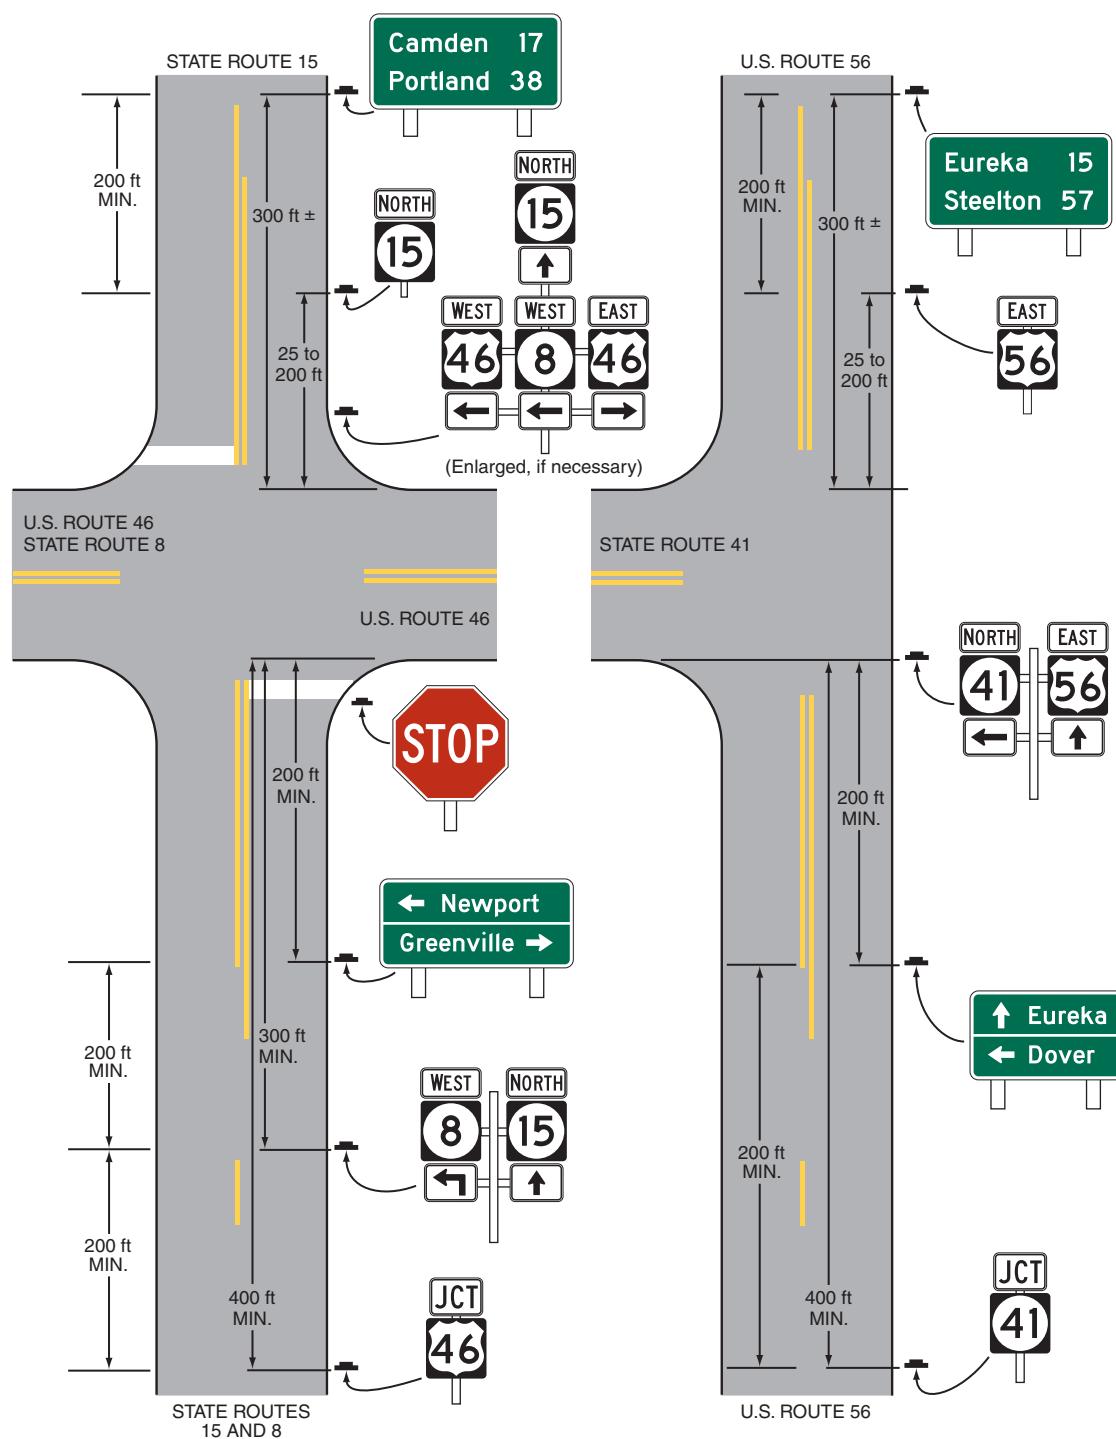 STATE ROUTE 15
Camden 17
Portland 38
200 ft
MIN.
300 ft ±
NORTH
15
NORTH
15
25 to
200 ft
WEST
46
WEST
8
EAST
46
(Enlarged, if necessary)
U.S. ROUTE 46
STATE ROUTE 8
U.S. ROUTE 46
STOP
200 ft
MIN.
Newport
Greenville
300 ft
MIN.
200 ft
MIN.
WEST
8
NORTH
15
200 ft
MIN.
400 ft
MIN.
JCT
46
STATE ROUTES
15 AND 8
U.S. ROUTE 56
200 ft
MIN.
300 ft ±
Eureka 15
Steelton 57
25 to
200 ft
EAST
56
STATE ROUTE 41
NORTH
41
EAST
56
200 ft
MIN.
Eureka
Dover
200 ft
MIN.
400 ft
MIN.
JCT
41
U.S. ROUTE 56